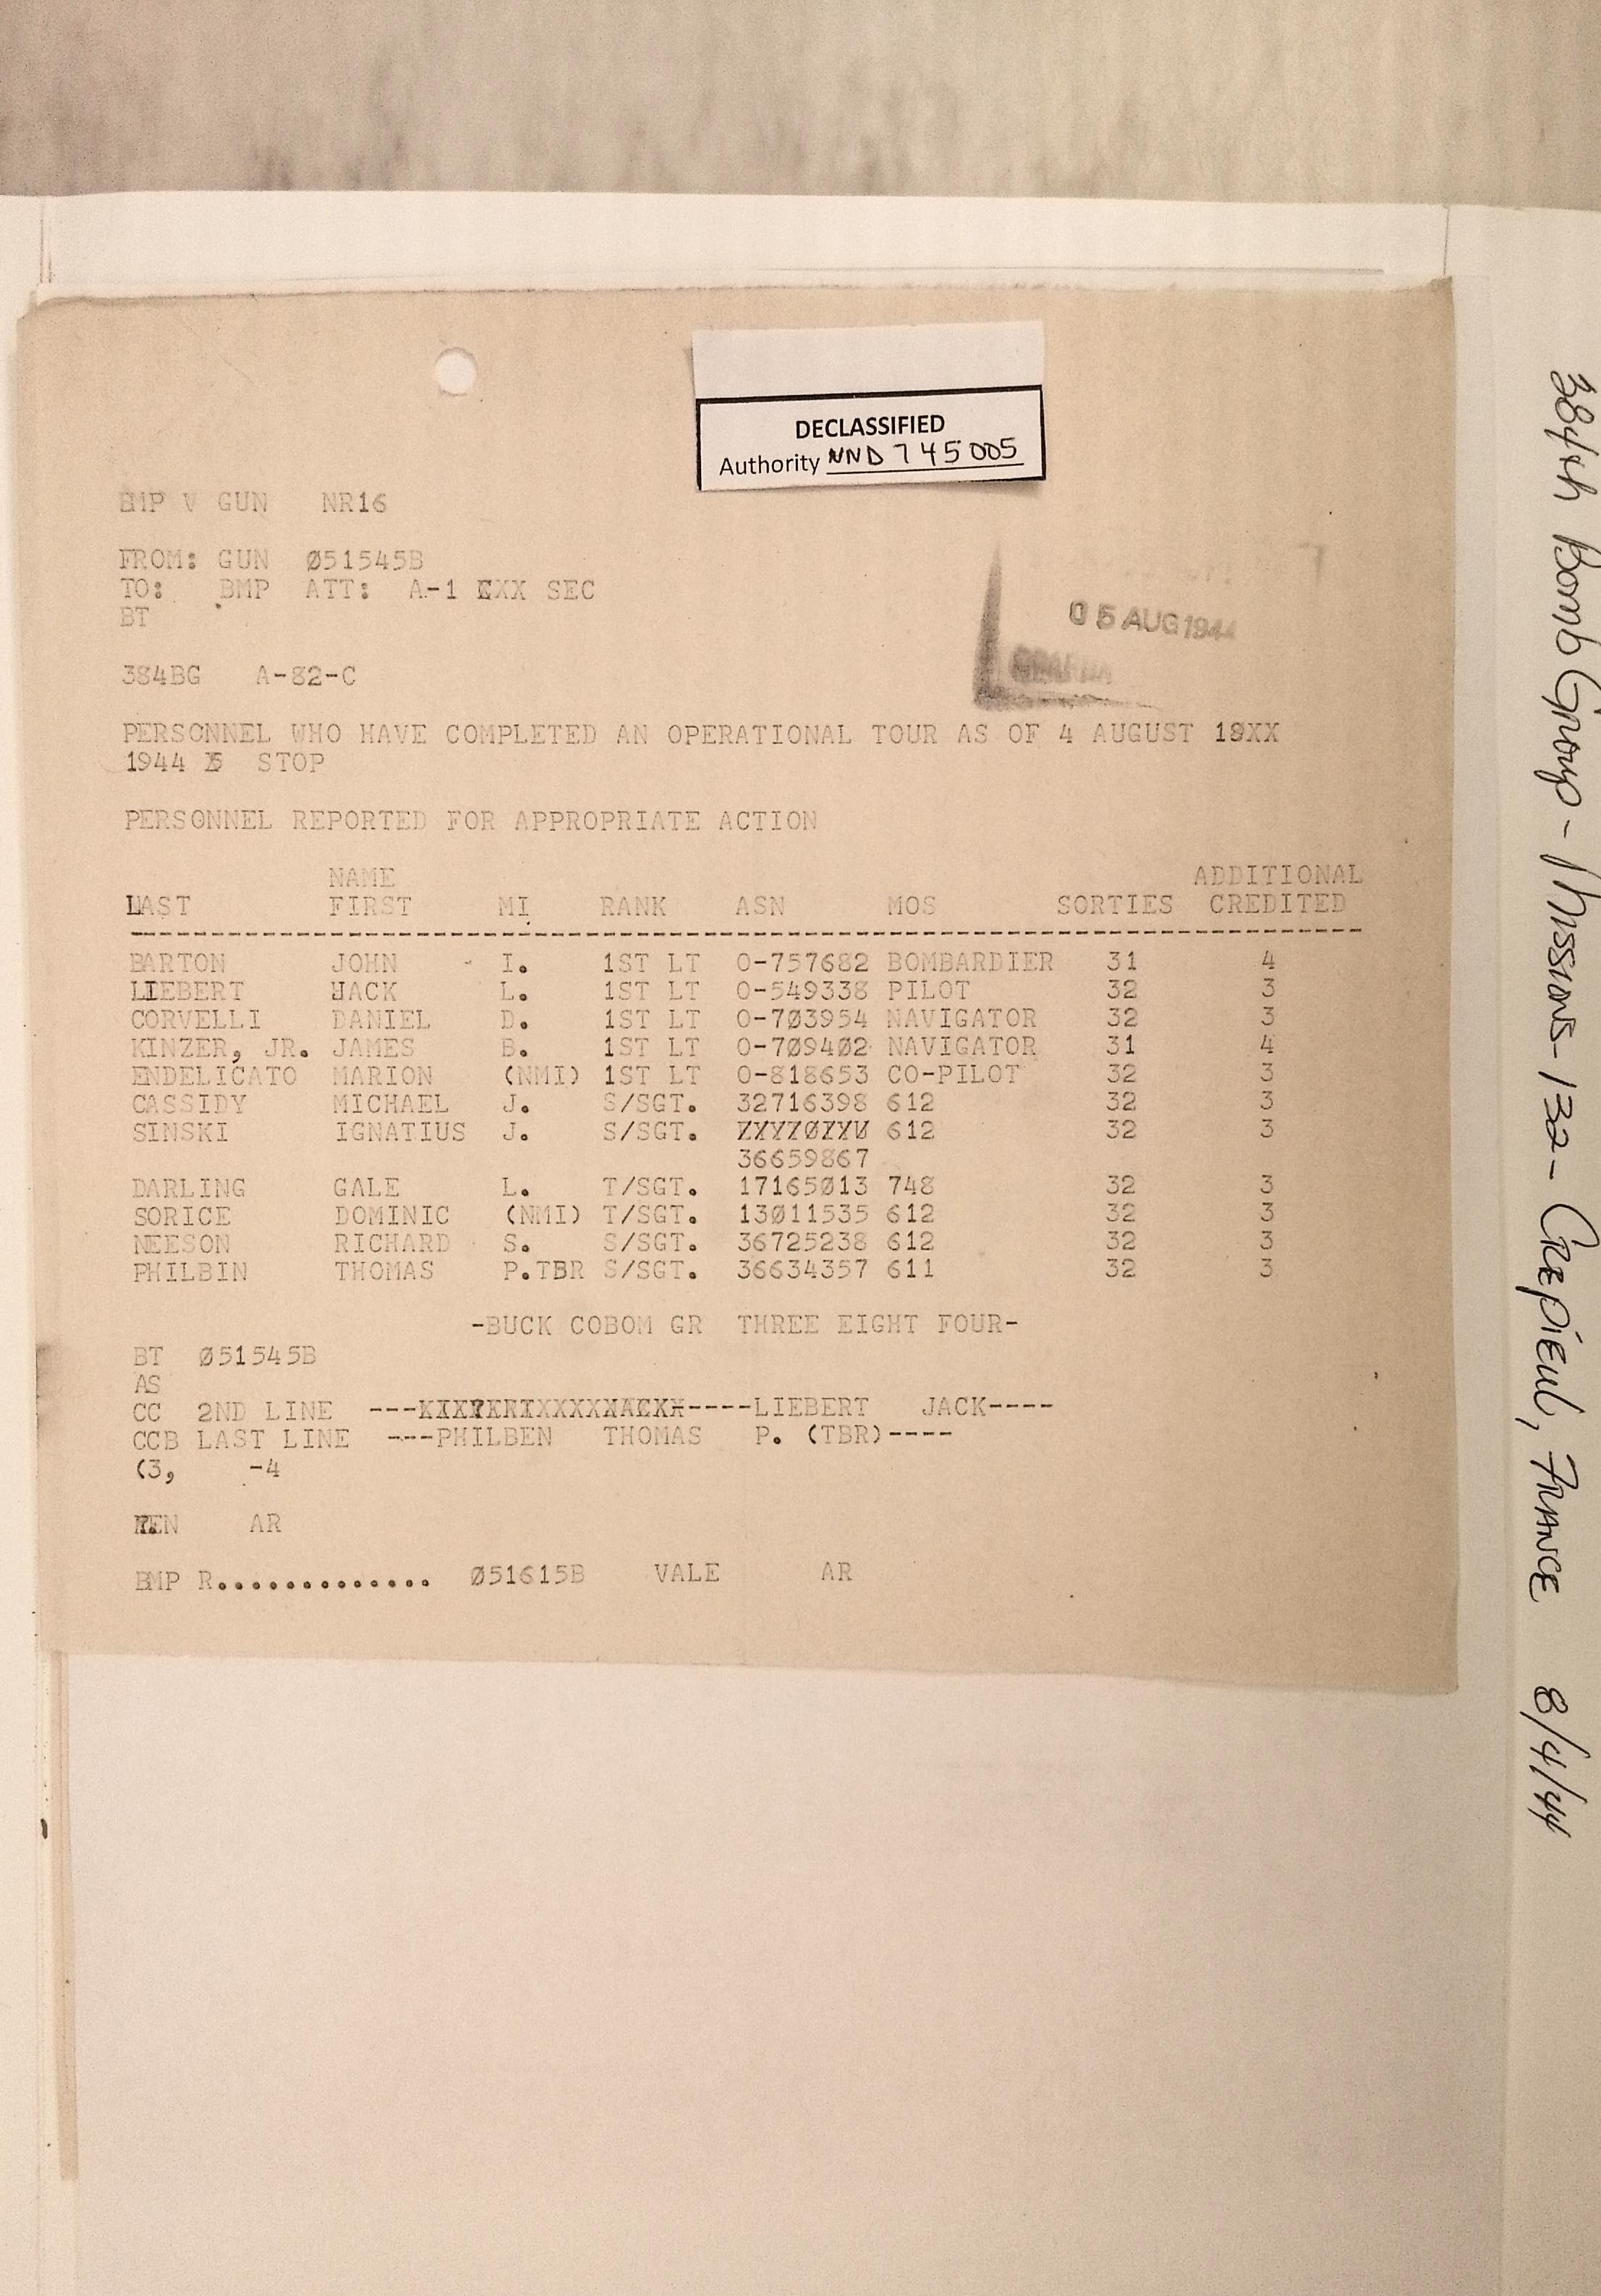 DECLASSIFIED
Authority NND 745005
BMP V GUN NR16
FROM: GUN Ø51545B
TO: BMP ATT: A-1 EXX SEC
BT
05 AUG 1944
384BG A-82-C
PERSONNEL WHO HAVE COMPLETED AN OPERATIONAL TOUR AS OF 4 AUGUST 19XX
1944 STOP
PERSONNEL REPORTED FOR APPROPRIATE ACTION
NAME ADDITIONAL
LAST FIRST MI RANK ASN MOS SORTIES CREDITED
BARTON JOHN I. 1ST LT O-757682 BOMBARDIER 31 4
LIEBERT JACK L. 1ST LT O-549338 PILOT 32 3
CORVELLI DANIEL D. 1ST LT O-7Ø3954 NAVIGATOR 32 3
KINZER, JR. JAMES B. 1ST LT O-7Ø94Ø2 NAVIGATOR 31 4
ENDELICATO MARION (NMI) 1ST LT O-818653 CO-PILOT 32 3
CASSIDY MICHAEL J. S/SGT. 32716398 612 32 3
SINSKI IGNATIUS J. S/SGT. 612 32 3
36659867
DARLING GALE L. T/SGT. 17165Ø13 748 32 3
SORICE DOMINIC (NMI) T/SGT. 13Ø11535 612 32 3
NEESON RICHARD S. S/SGT. 36725238 612 32 3
PHILBIN THOMAS P.TBR S/SGT. 36634357 611 32 3
-BUCK COBOM GR THREE EIGHT FOUR-
BT Ø51545B
AS
CC 2ND LINE -------LIEBERT JACK----
CCB LAST LINE ---PHILBEN THOMAS P. (TBR)----
(3, -4
AR
BMP R.............. Ø51615B VALE AR
384th Bomb Group - Missions - 132 - Crepieul, France 8/4/44